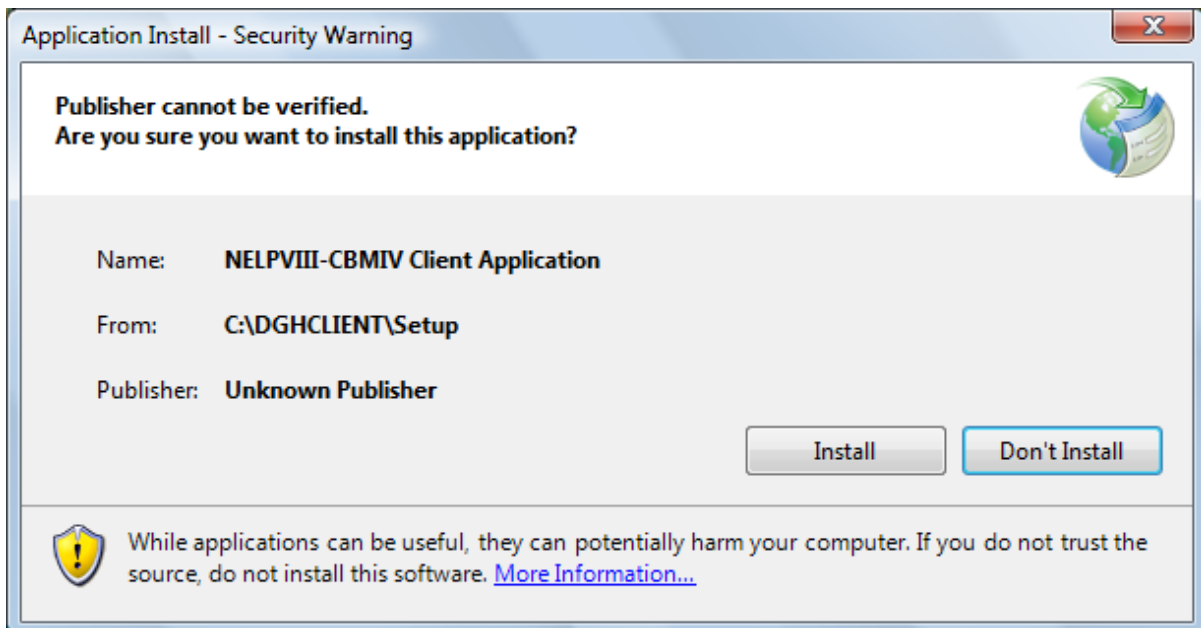 Application Install - Security Warning
Publisher cannot be verified.
Are you sure you want to install this application?
Name: NELPVIII-CBMIV Client Application
From: C:\DGHCLIENT\Setup
Publisher: Unknown Publisher
Install Don't Install
While applications can be useful, they can potentially harm your computer. If you do not trust the
source, do not install this software. More Information...